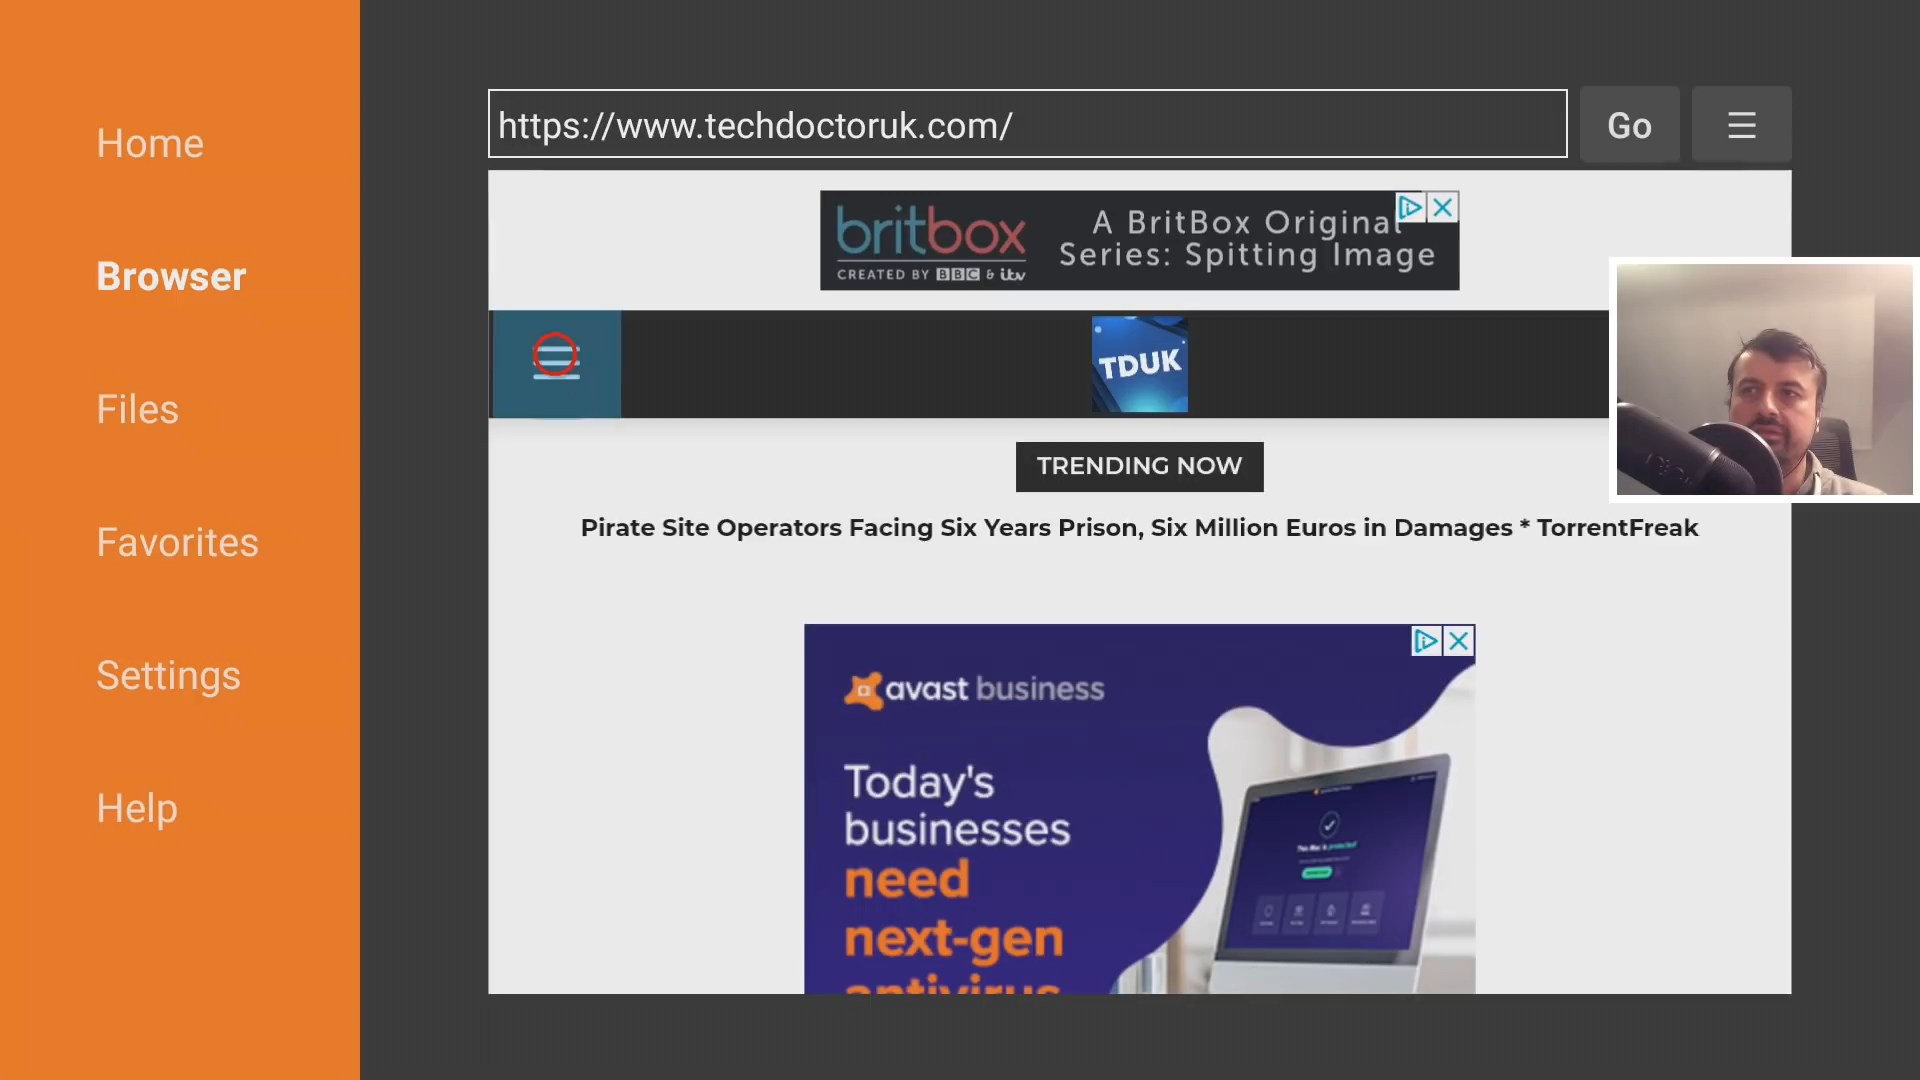 Home
Browser
Files
Favorites
Settings
Help
https://www.techdoctoruk.com/
Go
britbox
CREATED BY BBC & itv
A BritBox Original
Series: Spitting Image
TDUK
TRENDING NOW
Pirate Site Operators Facing Six Years Prison, Six Million Euros in Damages * TorrentFreak
avast business
Today's
businesses
need
next-gen
antivirus